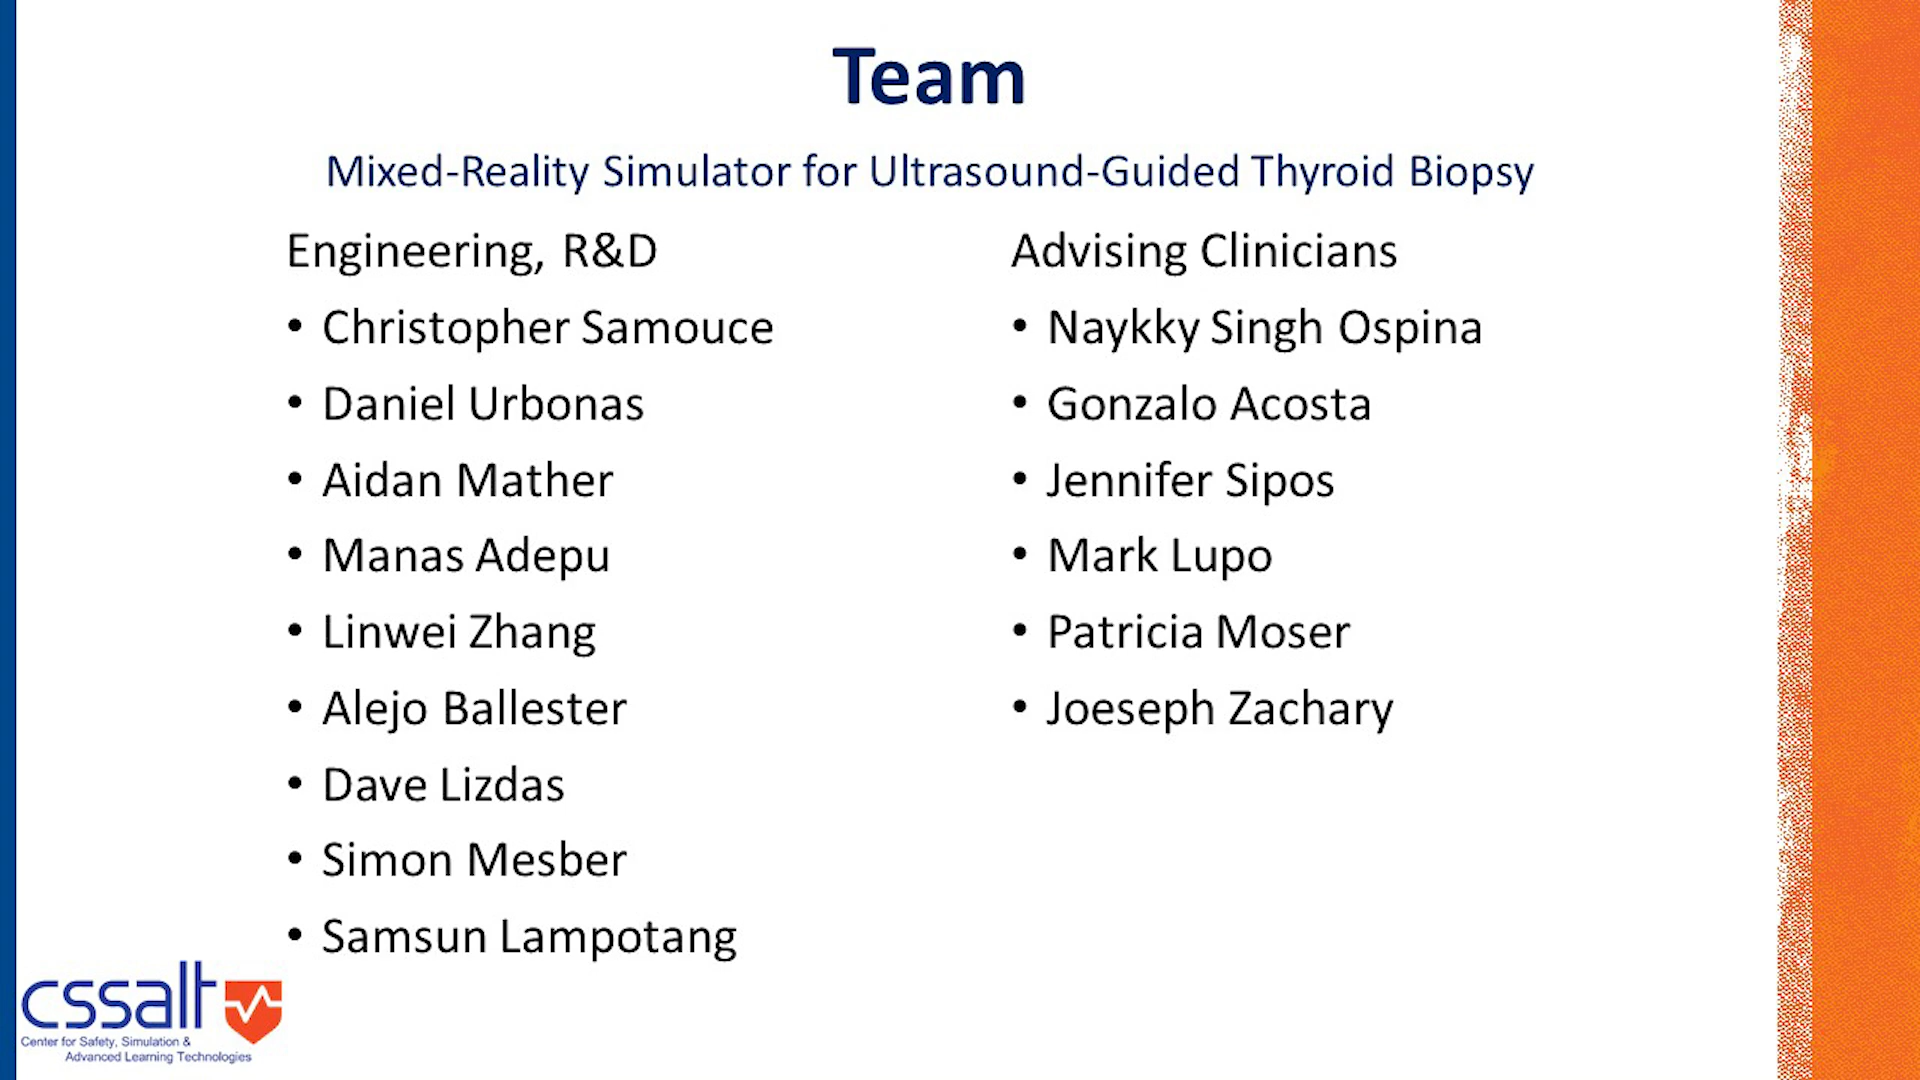 Team
Mixed-Reality Simulator for Ultrasound-Guided Thyroid Biopsy
Engineering, R&D
• Christopher Samouce
• Daniel Urbonas
• Aidan Mather
• Manas Adepu
• Linwei Zhang
• Alejo Ballester
• Dave Lizdas
• Simon Mesber
• Samsun Lampotang
Advising Clinicians
• Naykky Singh Ospina
• Gonzalo Acosta
• Jennifer Sipos
• Mark Lupo
• Patricia Moser
• Joeseph Zachary
cssalt
Center for Safety, Simulation &
Advanced Learning Technologies